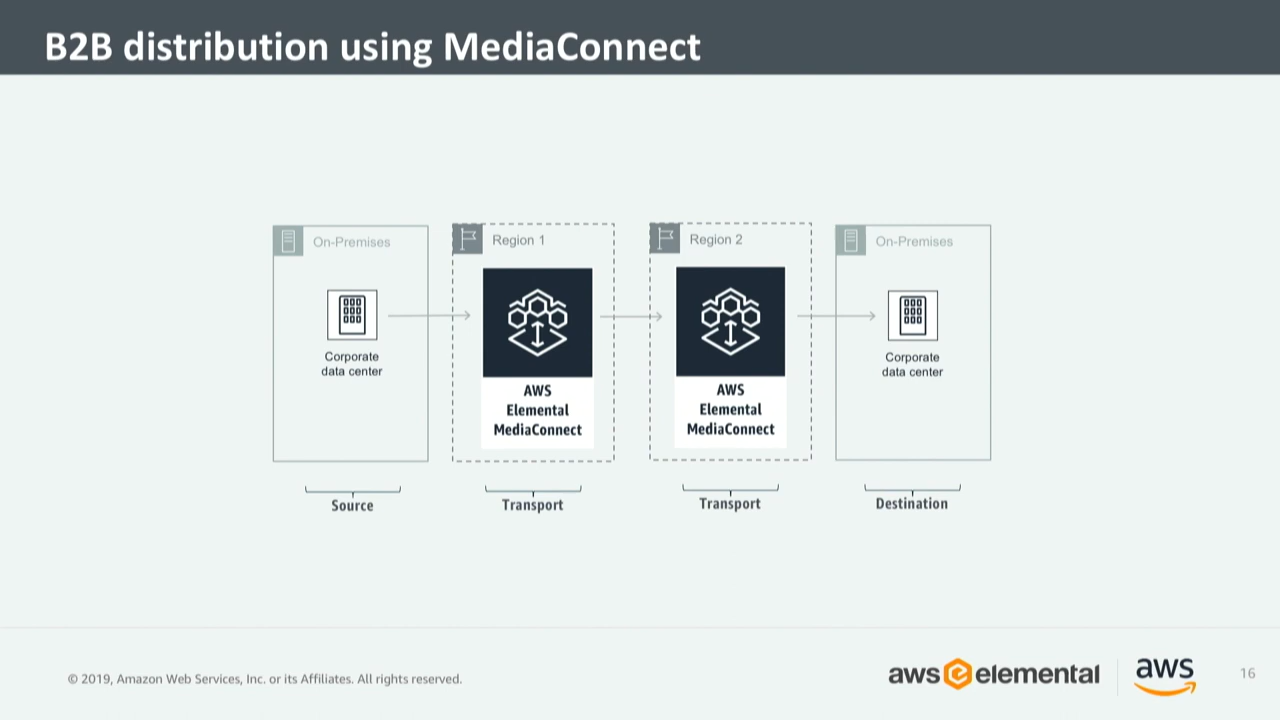 B2B distribution using MediaConnect
On-Premises
Corporate
data center
Source
Region 1
AWS
Elemental
MediaConnect
Transport
Region 2
AWS
Elemental
MediaConnect
Transport
On-Premises
Corporate
data center
Destination
© 2019, Amazon Web Services, Inc. or its Affiliates. All rights reserved.
aws e elemental
aws
16